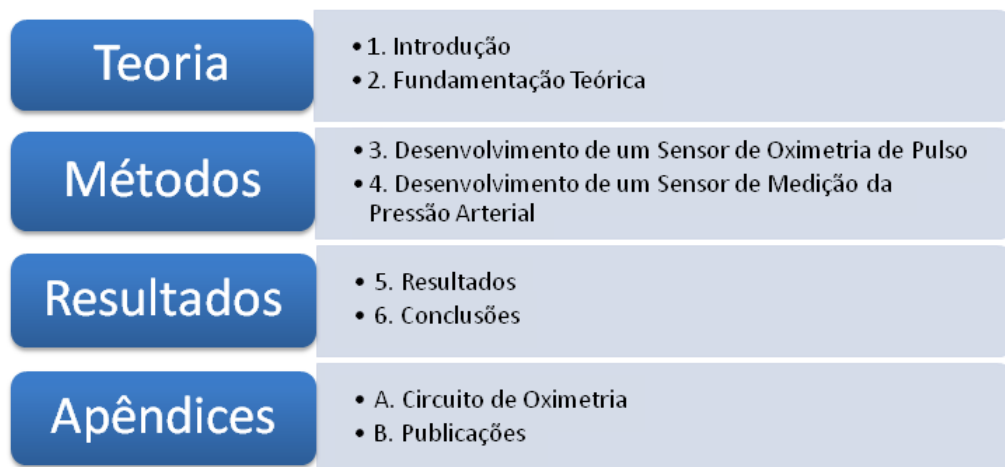 Teoria
• 1. Introdução
• 2. Fundamentação Teórica
Métodos
• 3. Desenvolvimento de um Sensor de Oximetria de Pulso
• 4. Desenvolvimento de um Sensor de Medição da
Pressão Arterial
Resultados
• 5. Resultados
• 6. Conclusões
Apêndices
• A. Circuito de Oximetria
• B. Publicações